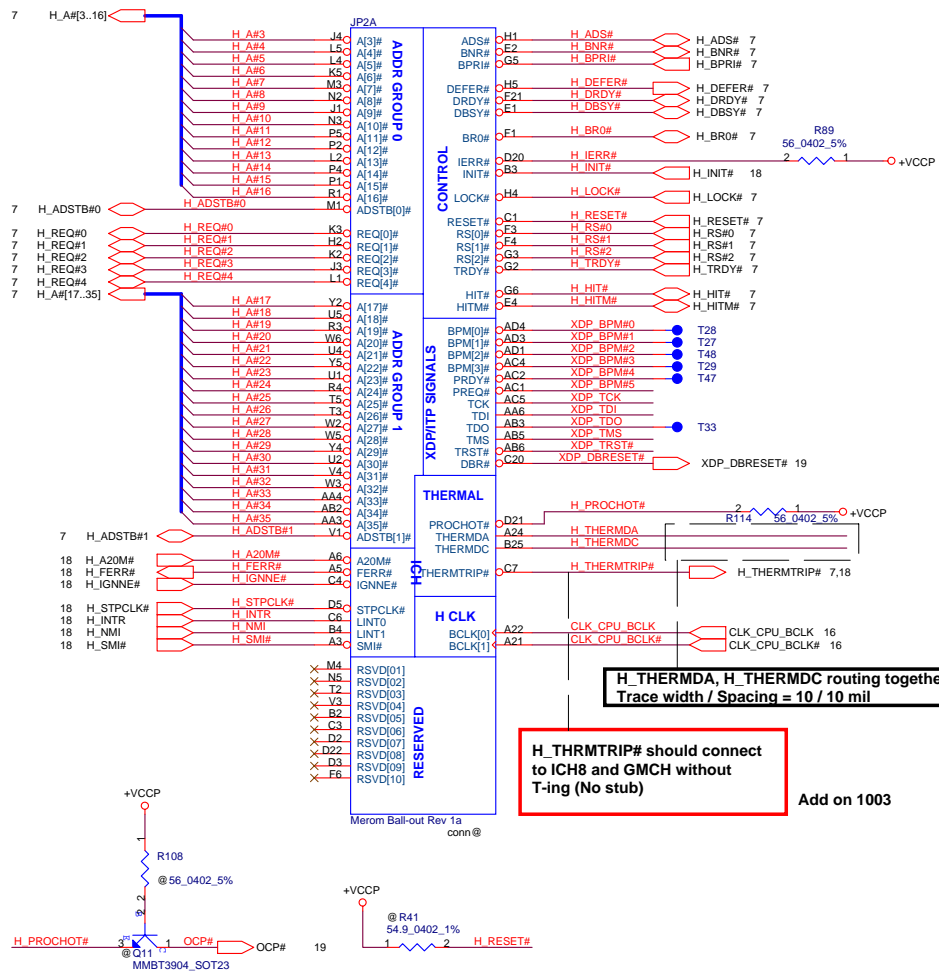 JP2A
7 H_A#[3..16]
H_A#3 J4 A[3]#
H_A#4 L5 A[4]#
H_A#5 L4 A[5]#
H_A#6 K5 A[6]#
H_A#7 M3 A[7]#
H_A#8 N2 A[8]#
H_A#9 J1 A[9]#
H_A#10 N3 A[10]#
H_A#11 P5 A[11]#
H_A#12 P2 A[12]#
H_A#13 L2 A[13]#
H_A#14 P4 A[14]#
H_A#15 P1 A[15]#
H_A#16 R1 A[16]#
7 H_ADSTB#0 H_ADSTB#0 M1 ADSTB[0]#
ADDR GROUP 0
7 H_REQ#0 H_REQ#0 K3 REQ[0]#
7 H_REQ#1 H_REQ#1 H2 REQ[1]#
7 H_REQ#2 H_REQ#2 K2 REQ[2]#
7 H_REQ#3 H_REQ#3 J3 REQ[3]#
7 H_REQ#4 H_REQ#4 L1 REQ[4]#
7 H_A#[17..35]
H_A#17 Y2 A[17]#
H_A#18 U5 A[18]#
H_A#19 R3 A[19]#
H_A#20 W6 A[20]#
H_A#21 U4 A[21]#
H_A#22 Y5 A[22]#
H_A#23 U1 A[23]#
H_A#24 R4 A[24]#
H_A#25 T5 A[25]#
H_A#26 T3 A[26]#
H_A#27 W2 A[27]#
H_A#28 W5 A[28]#
H_A#29 Y4 A[29]#
H_A#30 U2 A[30]#
H_A#31 V4 A[31]#
H_A#32 W3 A[32]#
H_A#33 AA4 A[33]#
H_A#34 AB2 A[34]#
H_A#35 AA3 A[35]#
7 H_ADSTB#1 H_ADSTB#1 V1 ADSTB[1]#
ADDR GROUP 1
18 H_A20M# H_A20M# A6 A20M#
18 H_FERR# H_FERR# A5 FERR#
18 H_IGNNE# H_IGNNE# C4 IGNNE#
ICH
18 H_STPCLK# H_STPCLK# D5 STPCLK#
18 H_INTR H_INTR C6 LINT0
18 H_NMI H_NMI B4 LINT1
18 H_SMI# H_SMI# A3 SMI#
M4 RSVD[01]
N5 RSVD[02]
T2 RSVD[03]
V3 RSVD[04]
B2 RSVD[05]
C3 RSVD[06]
D2 RSVD[07]
D22 RSVD[08]
D3 RSVD[09]
F6 RSVD[10]
RESERVED
CONTROL
ADS# H1 H_ADS# H_ADS# 7
BNR# E2 H_BNR# H_BNR# 7
BPRI# G5 H_BPRI# H_BPRI# 7
DEFER# H5 H_DEFER# H_DEFER# 7
DRDY# F21 H_DRDY# H_DRDY# 7
DBSY# E1 H_DBSY# H_DBSY# 7
BR0# F1 H_BR0# H_BR0# 7
R89
56_0402_5%
IERR# D20 H_IERR# 2 1 +VCCP
INIT# B3 H_INIT# H_INIT# 18
LOCK# H4 H_LOCK# H_LOCK# 7
RESET# C1 H_RESET# H_RESET# 7
RS[0]# F3 H_RS#0 H_RS#0 7
RS[1]# F4 H_RS#1 H_RS#1 7
RS[2]# G3 H_RS#2 H_RS#2 7
TRDY# G2 H_TRDY# H_TRDY# 7
HIT# G6 H_HIT# H_HIT# 7
HITM# E4 H_HITM# H_HITM# 7
XDP/ITP SIGNALS
BPM[0]# AD4 XDP_BPM#0 T28
BPM[1]# AD3 XDP_BPM#1 T27
BPM[2]# AD1 XDP_BPM#2 T48
BPM[3]# AC4 XDP_BPM#3 T29
PRDY# AC2 XDP_BPM#4 T47
PREQ# AC1 XDP_BPM#5
TCK AC5 XDP_TCK
TDI AA6 XDP_TDI
TDO AB3 XDP_TDO T33
TMS AB5 XDP_TMS
TRST# AB6 XDP_TRST#
DBR# C20 XDP_DBRESET# XDP_DBRESET# 19
THERMAL
PROCHOT# D21 H_PROCHOT# 2 1 +VCCP
R114 56_0402_5%
THERMDA A24 H_THERMDA
THERMDC B25 H_THERMDC
THERMTRIP# C7 H_THERMTRIP# H_THERMTRIP# 7,18
H CLK
BCLK[0] A22 CLK_CPU_BCLK CLK_CPU_BCLK 16
BCLK[1] A21 CLK_CPU_BCLK# CLK_CPU_BCLK# 16
H_THERMDA, H_THERMDC routing togethe
Trace width / Spacing = 10 / 10 mil
H_THRMTRIP# should connect
to ICH8 and GMCH without
T-ing (No stub)
Add on 1003
Merom Ball-out Rev 1a
conn@
+VCCP
1
R108
@ 56_0402_5%
2
2
B
E
C
H_PROCHOT# 3 1 OCP# OCP# 19
@ Q11
MMBT3904_SOT23
+VCCP
@ R41
54.9_0402_1%
1 2 H_RESET#